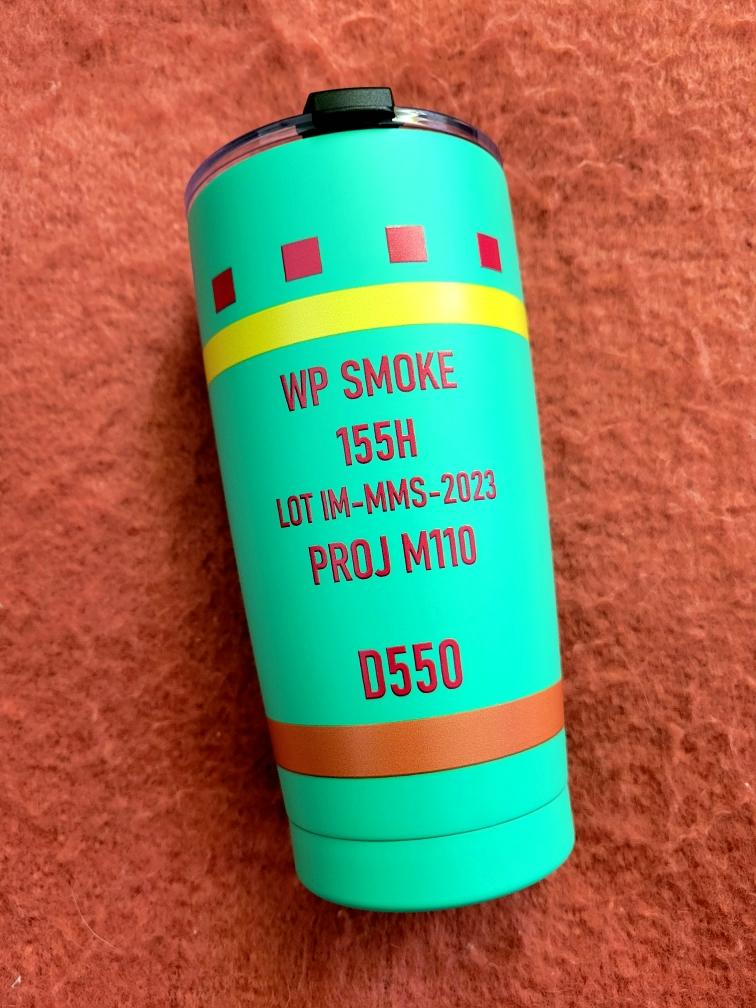 WP SMOKE
155H
LOT IM-MMS-2023
PROJ M110
D550